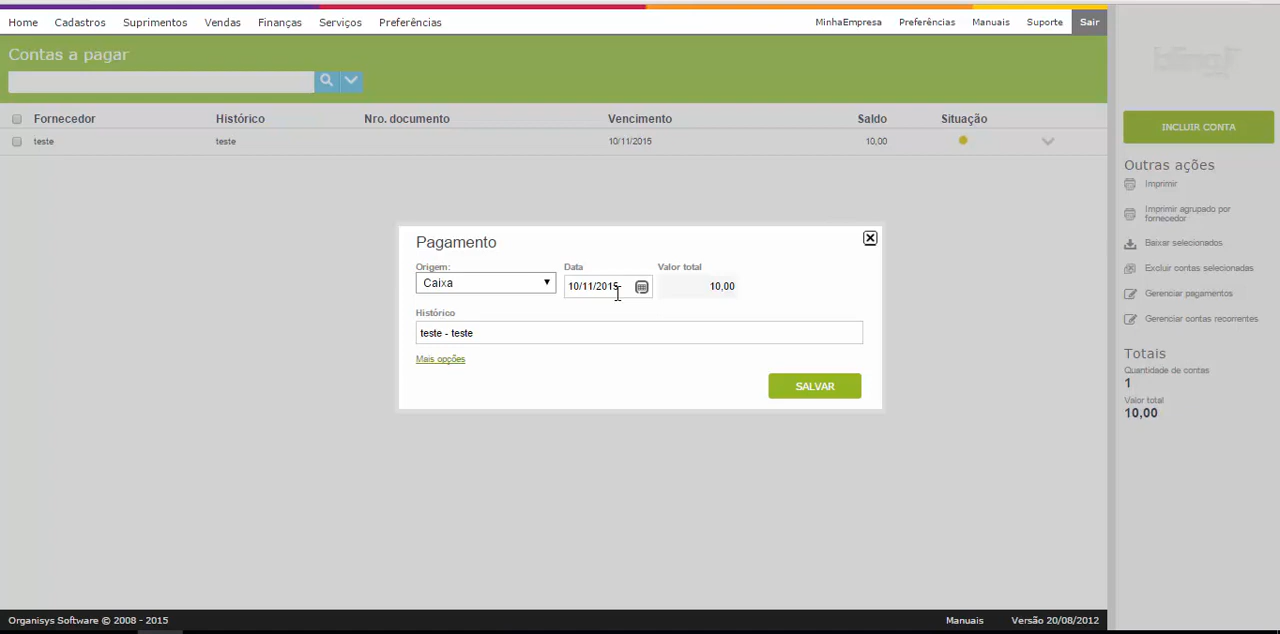 Home Cadastros Suprimentos Vendas Finanças Serviços Preferências MinhaEmpresa Preferências Manuais Suporte Sair
Contas a pagar
Fornecedor Histórico Nro. documento Vencimento Saldo Situação
teste teste 10/11/2015 10,00
Pagamento
Origem: Data Valor total
Caixa 10/11/2015 10,00
Histórico
teste - teste
Mais opções
SALVAR
bling!
INCLUIR CONTA
Outras ações
Imprimir
Imprimir agrupado por
fornecedor
Baixar selecionados
Excluir contas selecionadas
Gerenciar pagamentos
Gerenciar contas recorrentes
Totais
Quantidade de contas
1
Valor total
10,00
Organisys Software © 2008 - 2015 Manuais Versão 20/08/2012